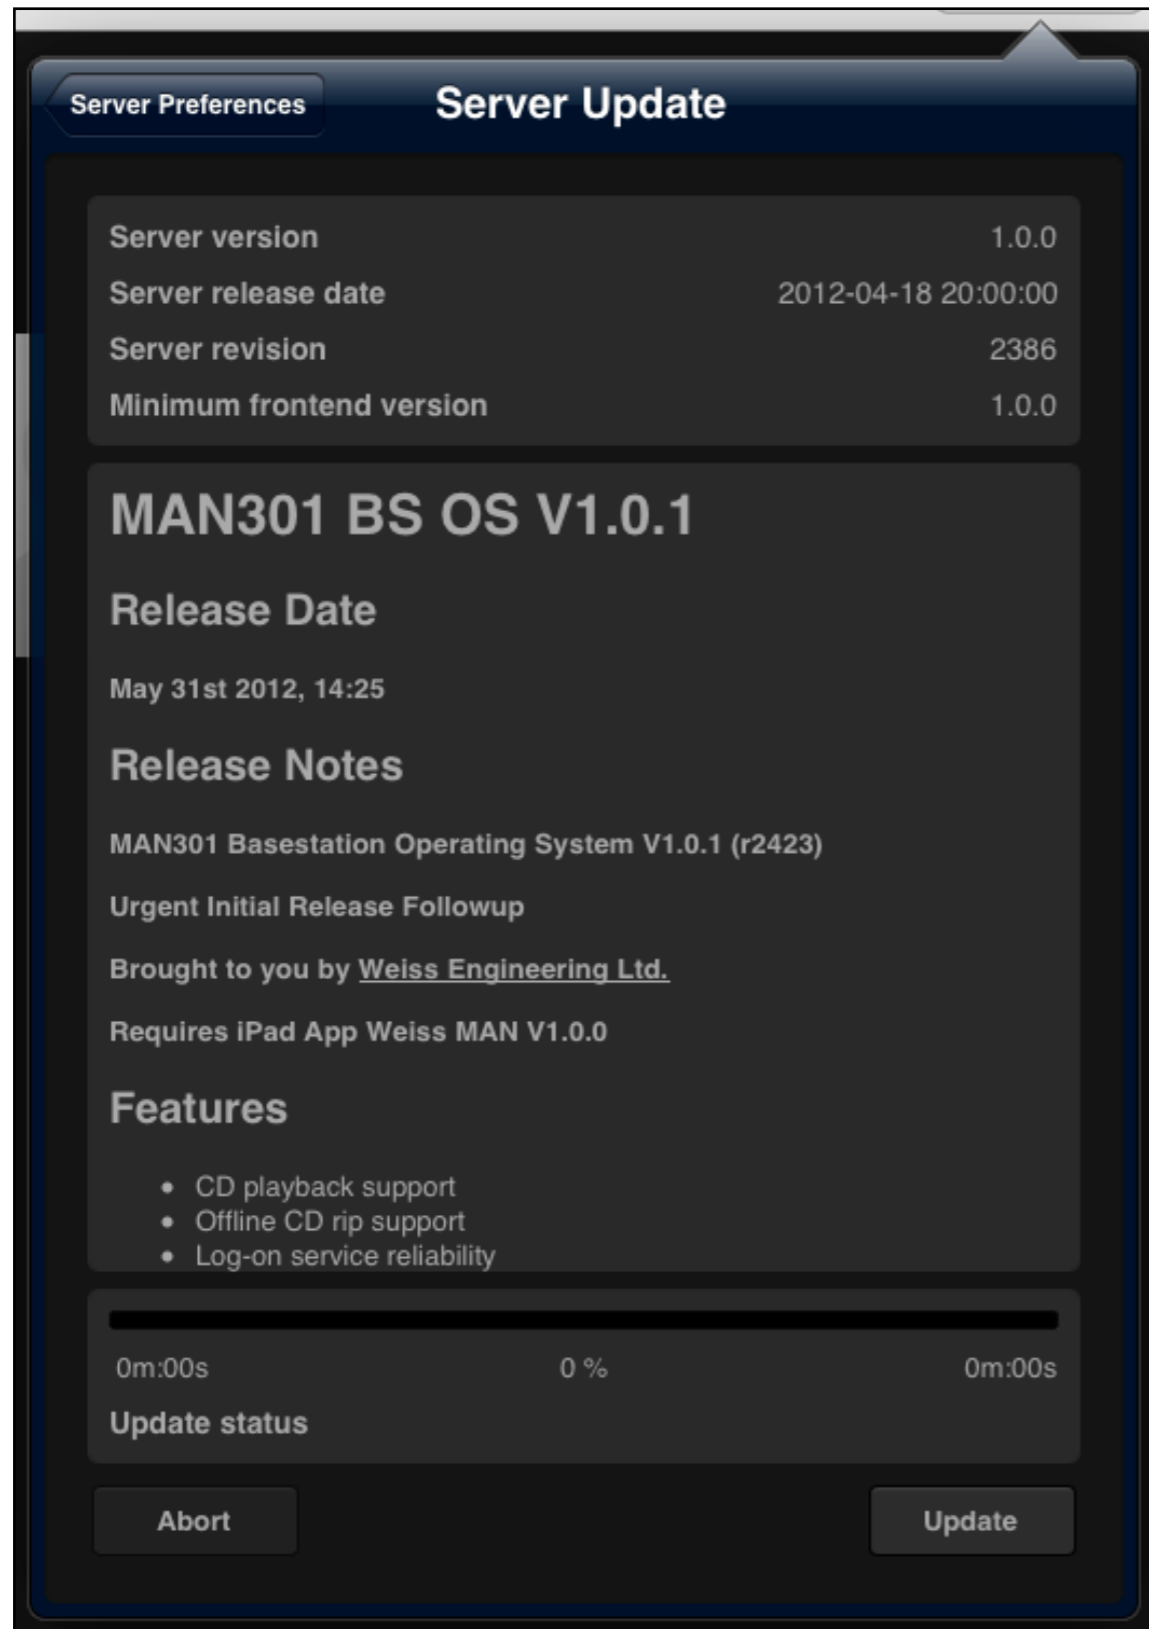 Server Preferences
Server Update
Server version 1.0.0
Server release date 2012-04-18 20:00:00
Server revision 2386
Minimum frontend version 1.0.0
MAN301 BS OS V1.0.1
Release Date
May 31st 2012, 14:25
Release Notes
MAN301 Basestation Operating System V1.0.1 (r2423)
Urgent Initial Release Followup
Brought to you by Weiss Engineering Ltd.
Requires iPad App Weiss MAN V1.0.0
Features
• CD playback support
• Offline CD rip support
• Log-on service reliability
0m:00s 0 % 0m:00s
Update status
Abort Update